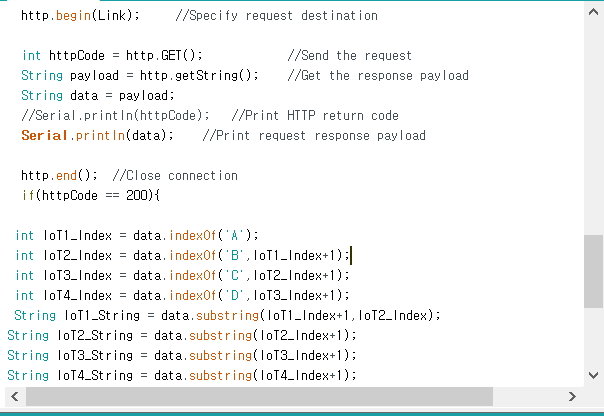 http.begin(Link);     //Specify request destination
int httpCode = http.GET();            //Send the request
String payload = http.getString();    //Get the response payload
String data = payload;
//Serial.println(httpCode);   //Print HTTP return code
Serial.println(data);    //Print request response payload
http.end();  //Close connection
if(httpCode == 200){
int IoT1_Index = data.indexOf('A');
int IoT2_Index = data.indexOf('B',IoT1_Index+1);
int IoT3_Index = data.indexOf('C',IoT2_Index+1);
int IoT4_Index = data.indexOf('D',IoT3_Index+1);
String IoT1_String = data.substring(IoT1_Index+1,IoT2_Index);
String IoT2_String = data.substring(IoT2_Index+1);
String IoT3_String = data.substring(IoT3_Index+1);
String IoT4_String = data.substring(IoT4_Index+1);